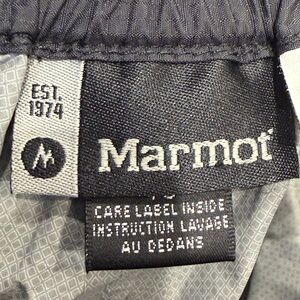 EST.
1974
M
Marmot
CARE LABEL INSIDE
INSTRUCTION LAVAGE
AU DEDANS